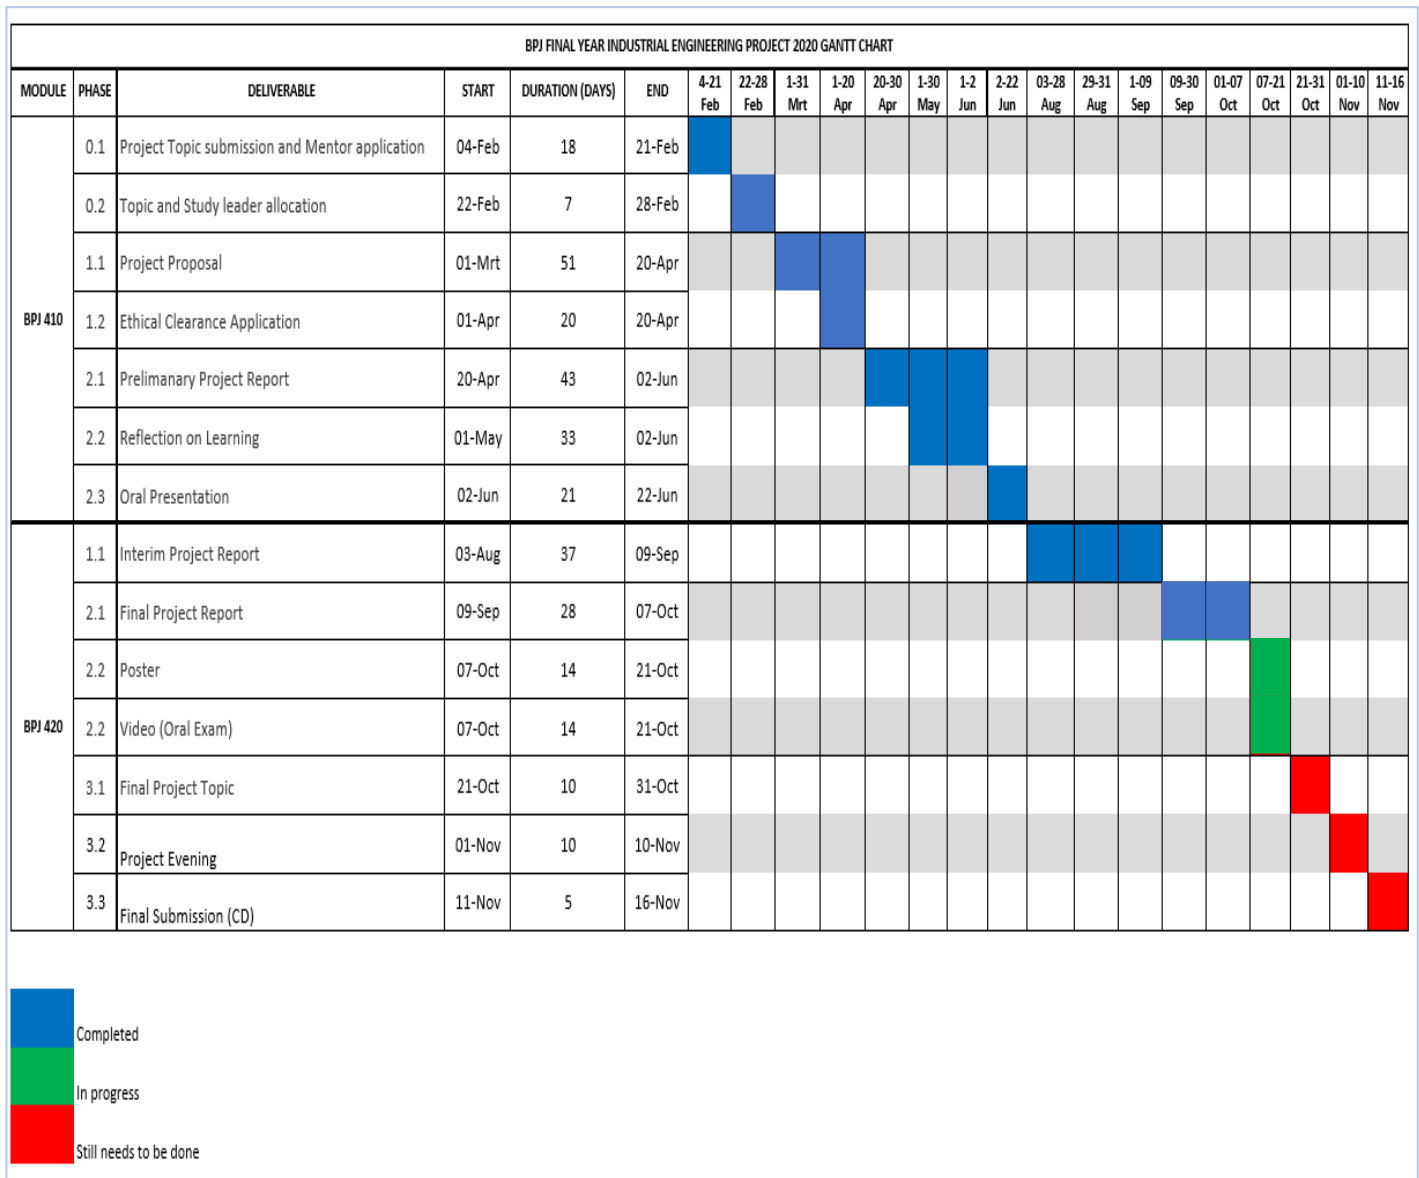 BPJ FINAL YEAR INDUSTRIAL ENGINEERING PROJECT 2020 GANTT CHART
MODULE PHASE DELIVERABLE START DURATION (DAYS) END 4-21 Feb 22-28 Feb 1-31 Mrt 1-20 Apr 20-30 Apr 1-30 May 1-2 Jun 2-22 Jun 03-28 Aug 29-31 Aug 1-09 Sep 09-30 Sep 01-07 Oct 07-21 Oct 21-31 Oct 01-10 Nov 11-16 Nov
BPJ 410
0.1 Project Topic submission and Mentor application 04-Feb 18 21-Feb
0.2 Topic and Study leader allocation 22-Feb 7 28-Feb
1.1 Project Proposal 01-Mrt 51 20-Apr
1.2 Ethical Clearance Application 01-Apr 20 20-Apr
2.1 Prelimanary Project Report 20-Apr 43 02-Jun
2.2 Reflection on Learning 01-May 33 02-Jun
2.3 Oral Presentation 02-Jun 21 22-Jun
BPJ 420
1.1 Interim Project Report 03-Aug 37 09-Sep
2.1 Final Project Report 09-Sep 28 07-Oct
2.2 Poster 07-Oct 14 21-Oct
2.2 Video (Oral Exam) 07-Oct 14 21-Oct
3.1 Final Project Topic 21-Oct 10 31-Oct
3.2 Project Evening 01-Nov 10 10-Nov
3.3 Final Submission (CD) 11-Nov 5 16-Nov
Completed
In progress
Still needs to be done